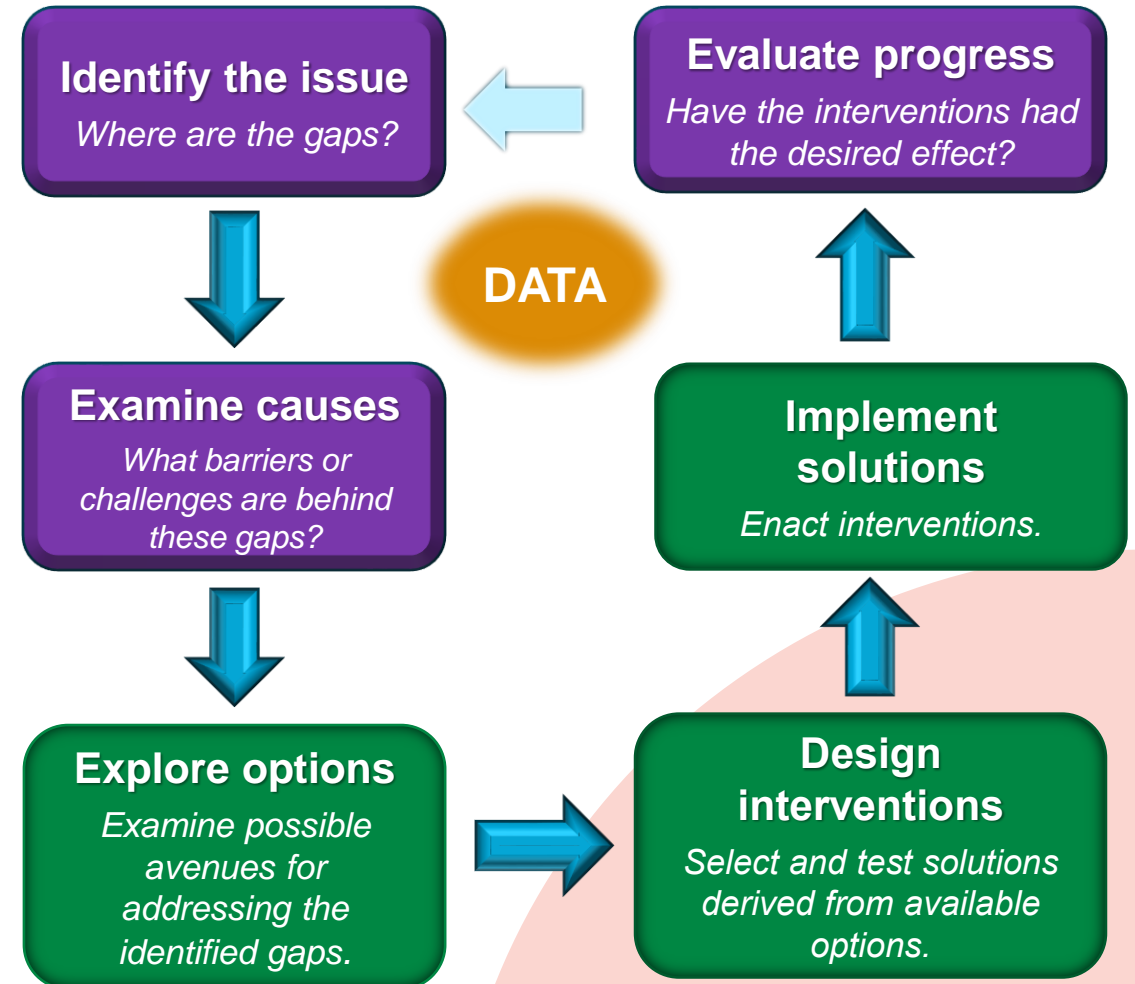 Identify the issue
Where are the gaps?
Evaluate progress
Have the interventions had
the desired effect?
DATA
Examine causes
What barriers or
challenges are behind
these gaps?
Implement
solutions
Enact interventions.
Explore options
Examine possible
avenues for
addressing the
identified gaps.
Design
interventions
Select and test solutions
derived from available
options.